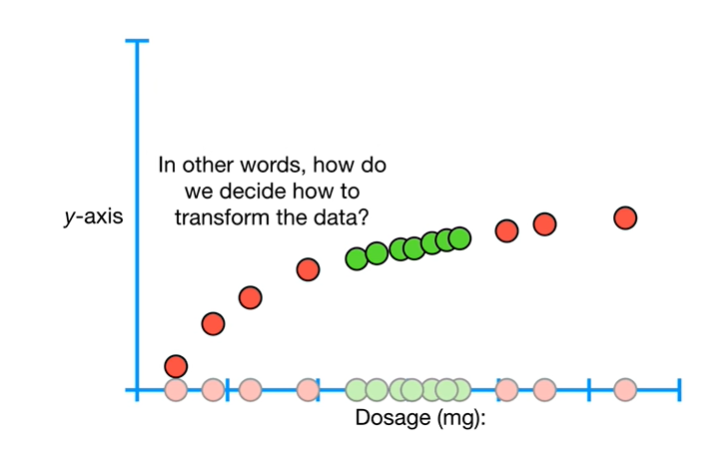 In other words, how do
we decide how to
transform the data?
y-axis
Dosage (mg):